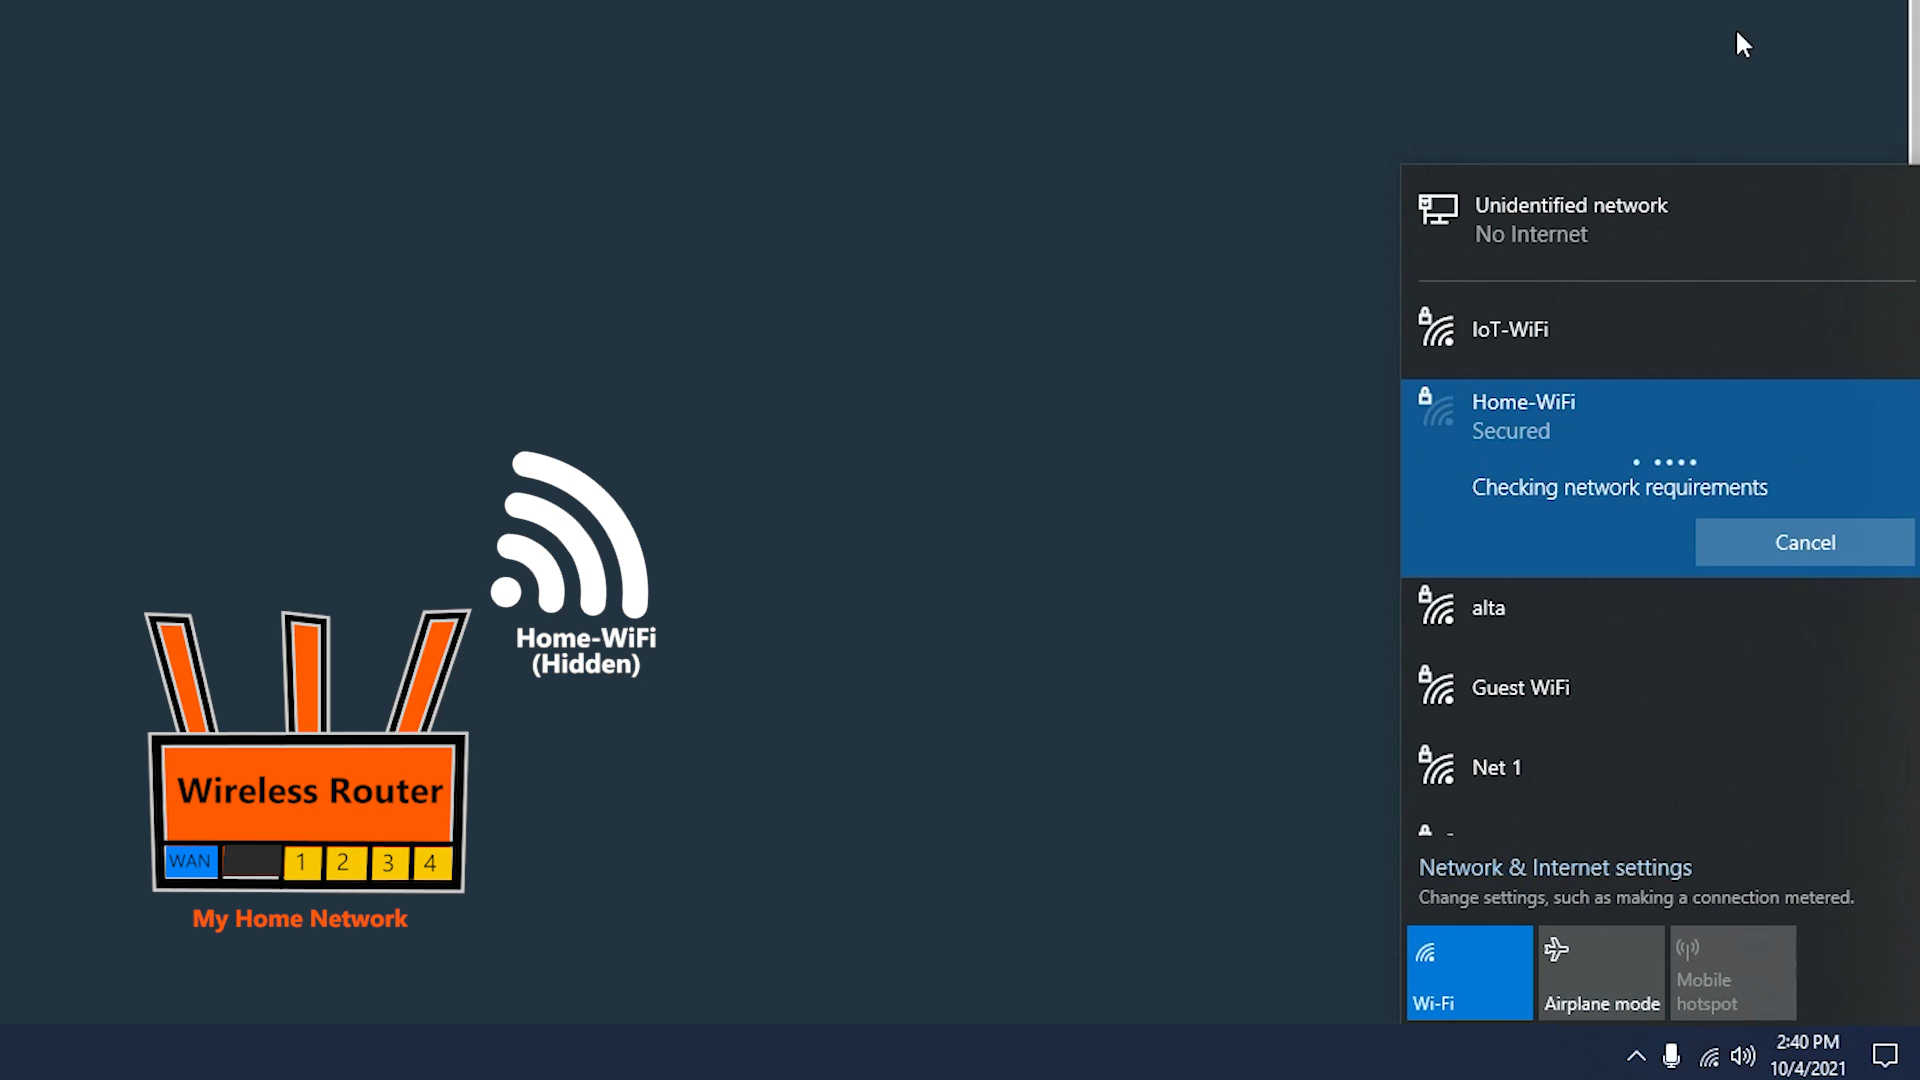 Unidentified network
No Internet
IoT-WiFi
Home-WiFi
Secured
Checking network requirements
Cancel
alta
Guest WiFi
Net 1
Network & Internet settings
Change settings, such as making a connection metered.
Wi-Fi
Airplane mode
Mobile
hotspot
Home-WiFi
(Hidden)
Wireless Router
WAN 1 2 3 4
My Home Network
2:40 PM
10/4/2021